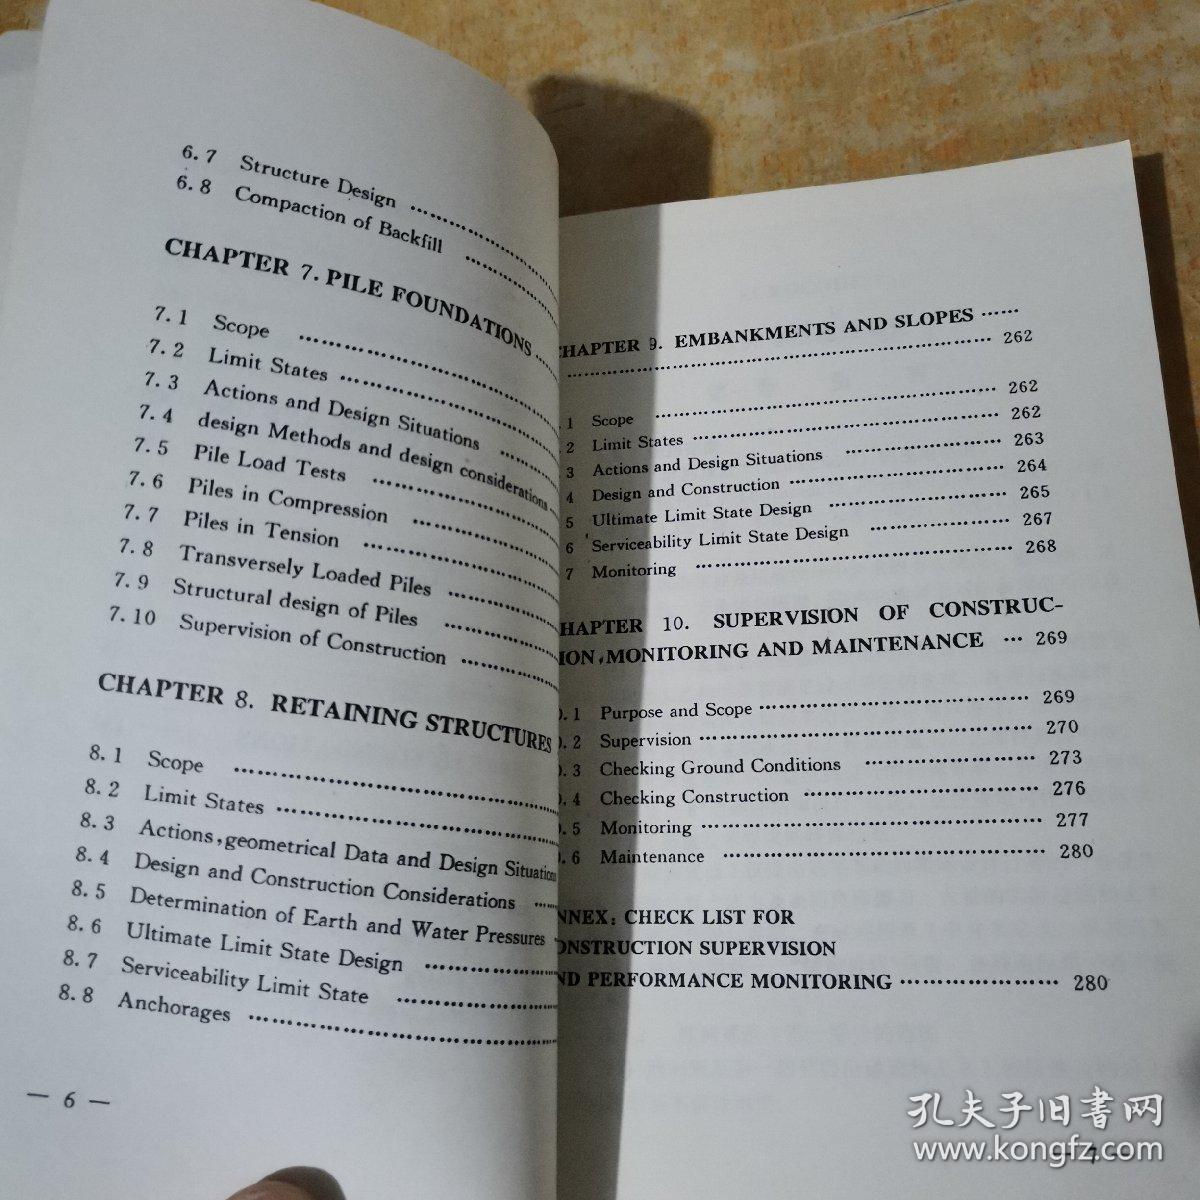 6.7 Structure Design ……………………
6.8 Compaction of Backfill ……………
CHAPTER 7. PILE FOUNDATIONS ……
7.1 Scope ……………………………
7.2 Limit States ……………………
7.3 Actions and Design Situations ………
7.4 design Methods and design considerations ……
7.5 Pile Load Tests ……………………
7.6 Piles in Compression ………………
7.7 Piles in Tension ……………………
7.8 Transversely Loaded Piles …………
7.9 Structural design of Piles …………
7.10 Supervision of Construction ………
CHAPTER 8. RETAINING STRUCTURES
8.1 Scope ……………………………
8.2 Limit States ………………………
8.3 Actions,geometrical Data and Design Situations
8.4 Design and Construction Considerations ……
8.5 Determination of Earth and Water Pressures
8.6 Ultimate Limit State Design …………
8.7 Serviceability Limit State ……………
8.8 Anchorages …………………………
— 6 —
HAPTER 9. EMBANKMENTS AND SLOPES ……
………………………………………………… 262
1 Scope ……………………………………… 262
2 Limit States ………………………………… 262
3 Actions and Design Situations ……………… 263
4 Design and Construction …………………… 264
5 Ultimate Limit State Design ………………… 265
6 Serviceability Limit State Design …………… 267
7 Monitoring …………………………………… 268
HAPTER 10. SUPERVISION OF CONSTRUC-
ION,MONITORING AND MAINTENANCE … 269
0.1 Purpose and Scope ……………………… 269
0.2 Supervision ……………………………… 270
0.3 Checking Ground Conditions …………… 273
0.4 Checking Construction ………………… 276
0.5 Monitoring ……………………………… 277
0.6 Maintenance …………………………… 280
NNEX: CHECK LIST FOR
ONSTRUCTION SUPERVISION
ND PERFORMANCE MONITORING ………………… 280
孔夫子旧书网
www.kongfz.com